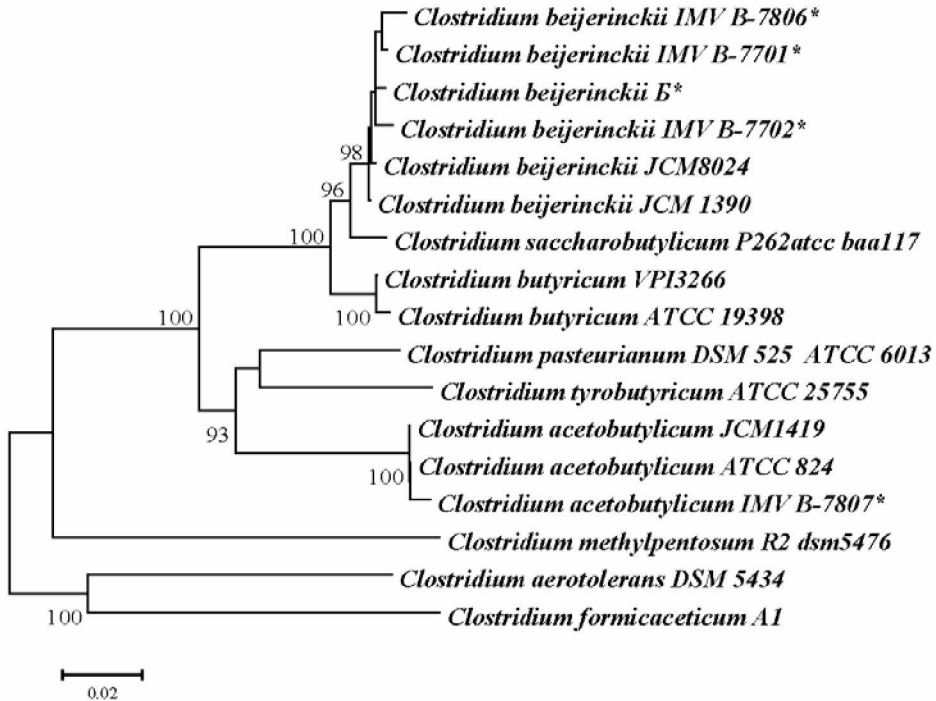 Clostridium beijerinckii IMV B-7806*
Clostridium beijerinckii IMV B-7701*
Clostridium beijerinckii Б*
Clostridium beijerinckii IMV B-7702*
98
Clostridium beijerinckii JCM8024
96
Clostridium beijerinckii JCM 1390
100
Clostridium saccharobutylicum P262atcc baa117
Clostridium butyricum VPI3266
100
100
Clostridium butyricum ATCC 19398
Clostridium pasteurianum DSM 525 ATCC 6013
Clostridium tyrobutyricum ATCC 25755
93
Clostridium acetobutylicum JCM1419
Clostridium acetobutylicum ATCC 824
100
Clostridium acetobutylicum IMV B-7807*
Clostridium methylpentosum R2 dsm5476
Clostridium aerotolerans DSM 5434
100
Clostridium formicaceticum A1
0.02